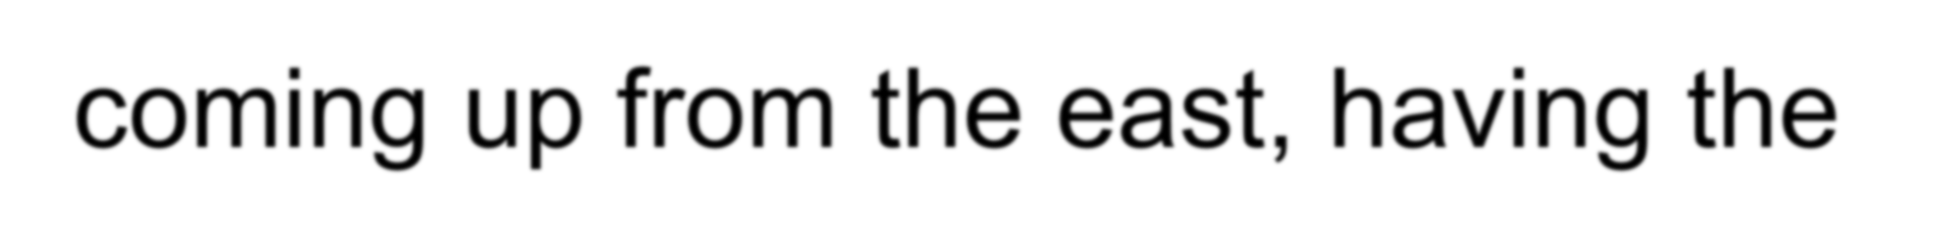 coming up from the east, having the